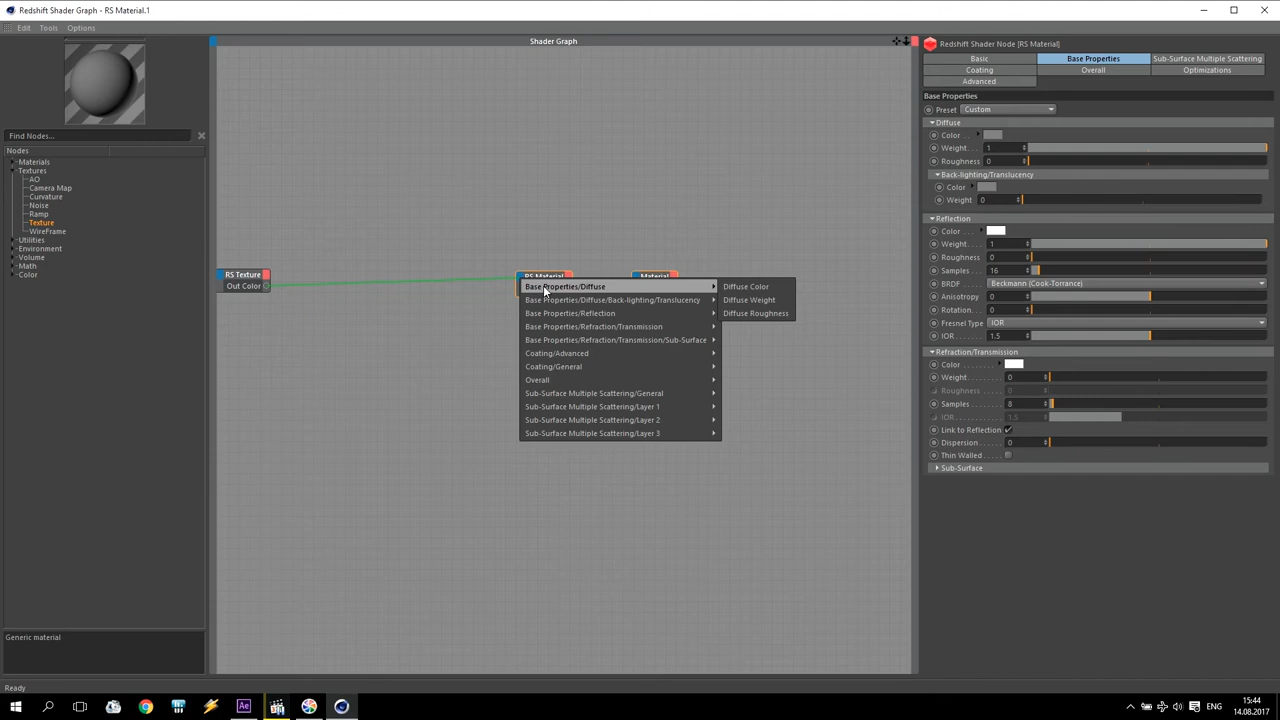 Redshift Shader Graph - RS Material.1
Edit Tools Options
Find Nodes...
Nodes
Materials
Textures
AO
Camera Map
Curvature
Noise
Ramp
Texture
WireFrame
Utilities
Environment
Volume
Math
Color
Generic material
Ready
Shader Graph
RS Texture
Out Color
RS Material
Material
Base Properties/Diffuse
Base Properties/Diffuse/Back-lighting/Translucency
Base Properties/Reflection
Base Properties/Refraction/Transmission
Base Properties/Refraction/Transmission/Sub-Surface
Coating/Advanced
Coating/General
Overall
Sub-Surface Multiple Scattering/General
Sub-Surface Multiple Scattering/Layer 1
Sub-Surface Multiple Scattering/Layer 2
Sub-Surface Multiple Scattering/Layer 3
Diffuse Color
Diffuse Weight
Diffuse Roughness
Redshift Shader Node [RS Material]
Basic Base Properties Sub-Surface Multiple Scattering
Coating Overall Optimizations
Advanced
Base Properties
Preset Custom
Diffuse
Color . .
Weight. . . . 1
Roughness 0
Back-lighting/Translucency
Color
Weight 0
Reflection
Color . . . .
Weight. . . . 1
Roughness 0
Samples . . 16
BRDF . . . . Beckmann (Cook-Torrance)
Anisotropy 0
Rotation. . 0
Fresnel Type IOR
IOR . . . . . . 1.5
Refraction/Transmission
Color . . . . . . .
Weight. . . . . . . 0
Roughness. . . . 0
Samples . . . . . 8
IOR . . . . . . . . . 1.5
Link to Reflection
Dispersion . . . . 0
Thin Walled . . . . .
Sub-Surface
Ae
ENG
15:44
14.08.2017